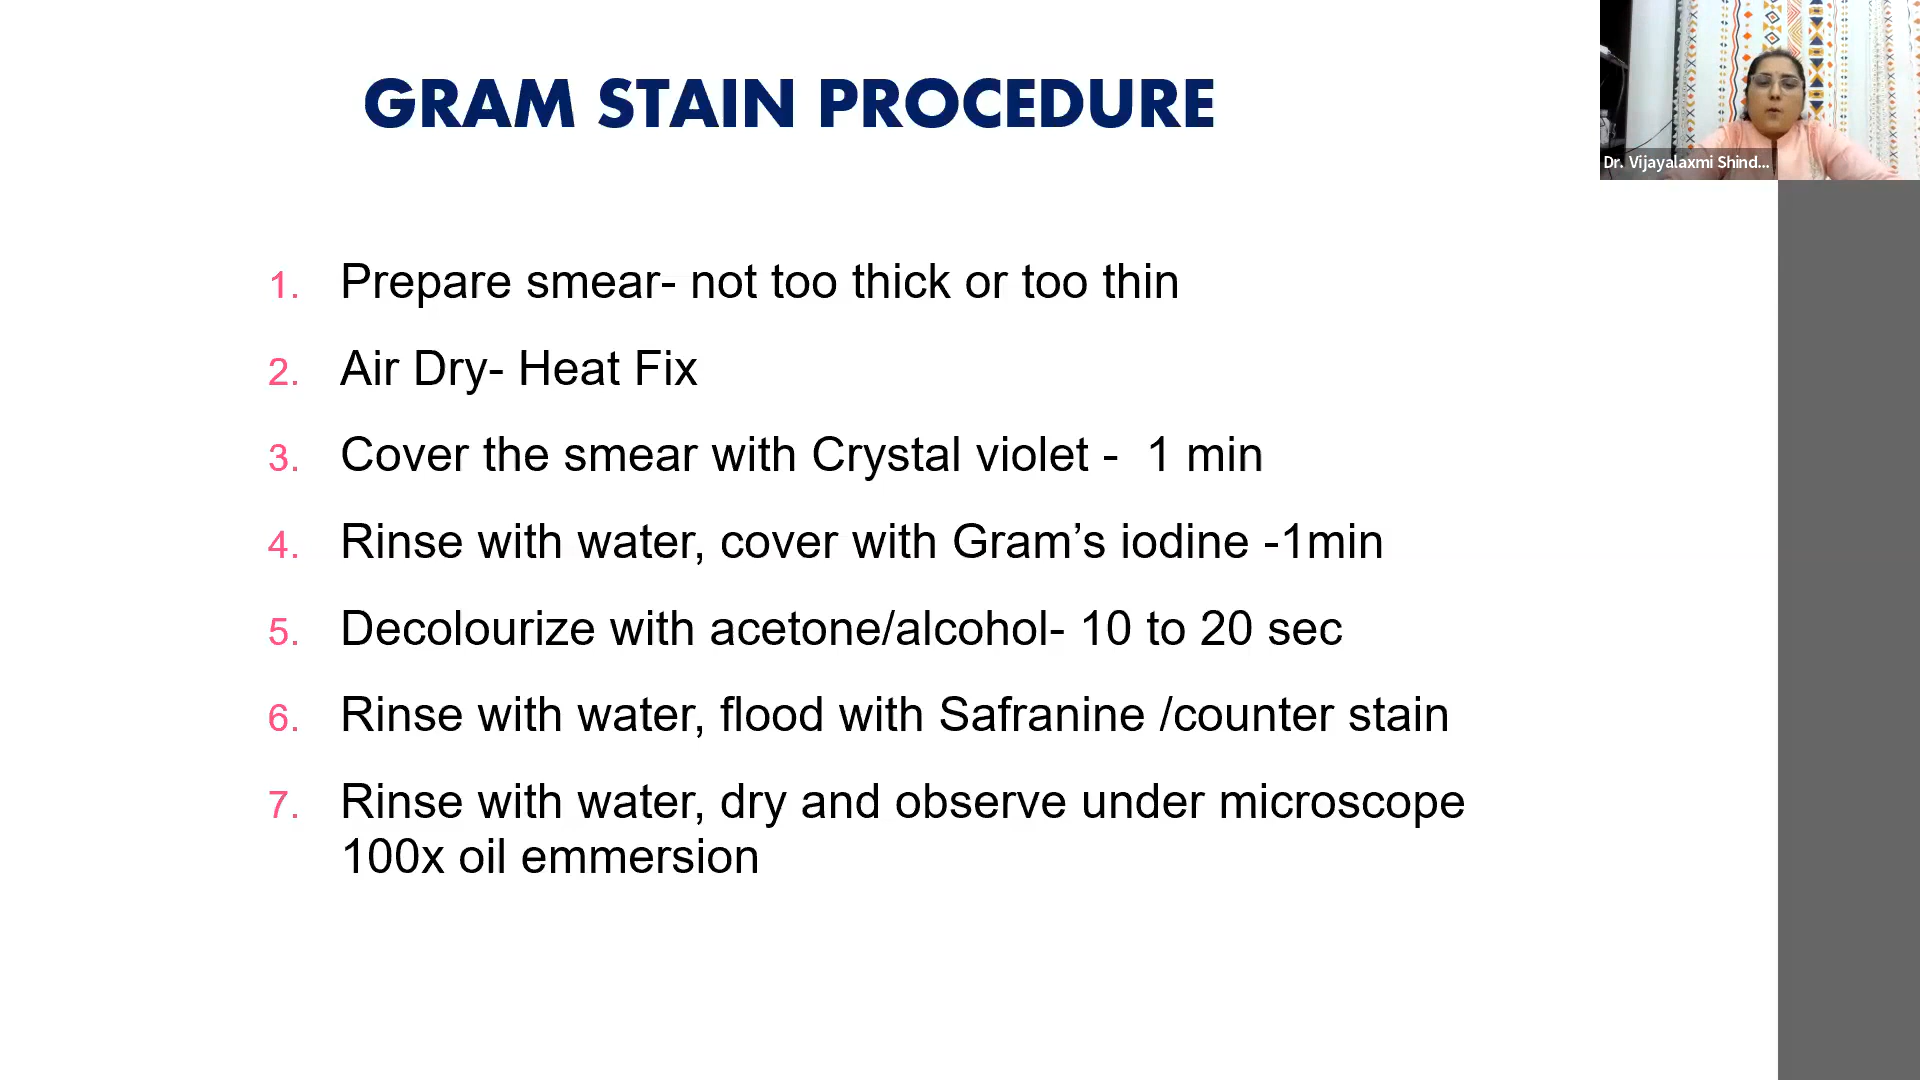 GRAM STAIN PROCEDURE
Dr. Vijayalaxmi Shind...
1. Prepare smear- not too thick or too thin
2. Air Dry- Heat Fix
3. Cover the smear with Crystal violet - 1 min
4. Rinse with water, cover with Gram’s iodine -1min
5. Decolourize with acetone/alcohol- 10 to 20 sec
6. Rinse with water, flood with Safranine /counter stain
7. Rinse with water, dry and observe under microscope
100x oil emmersion